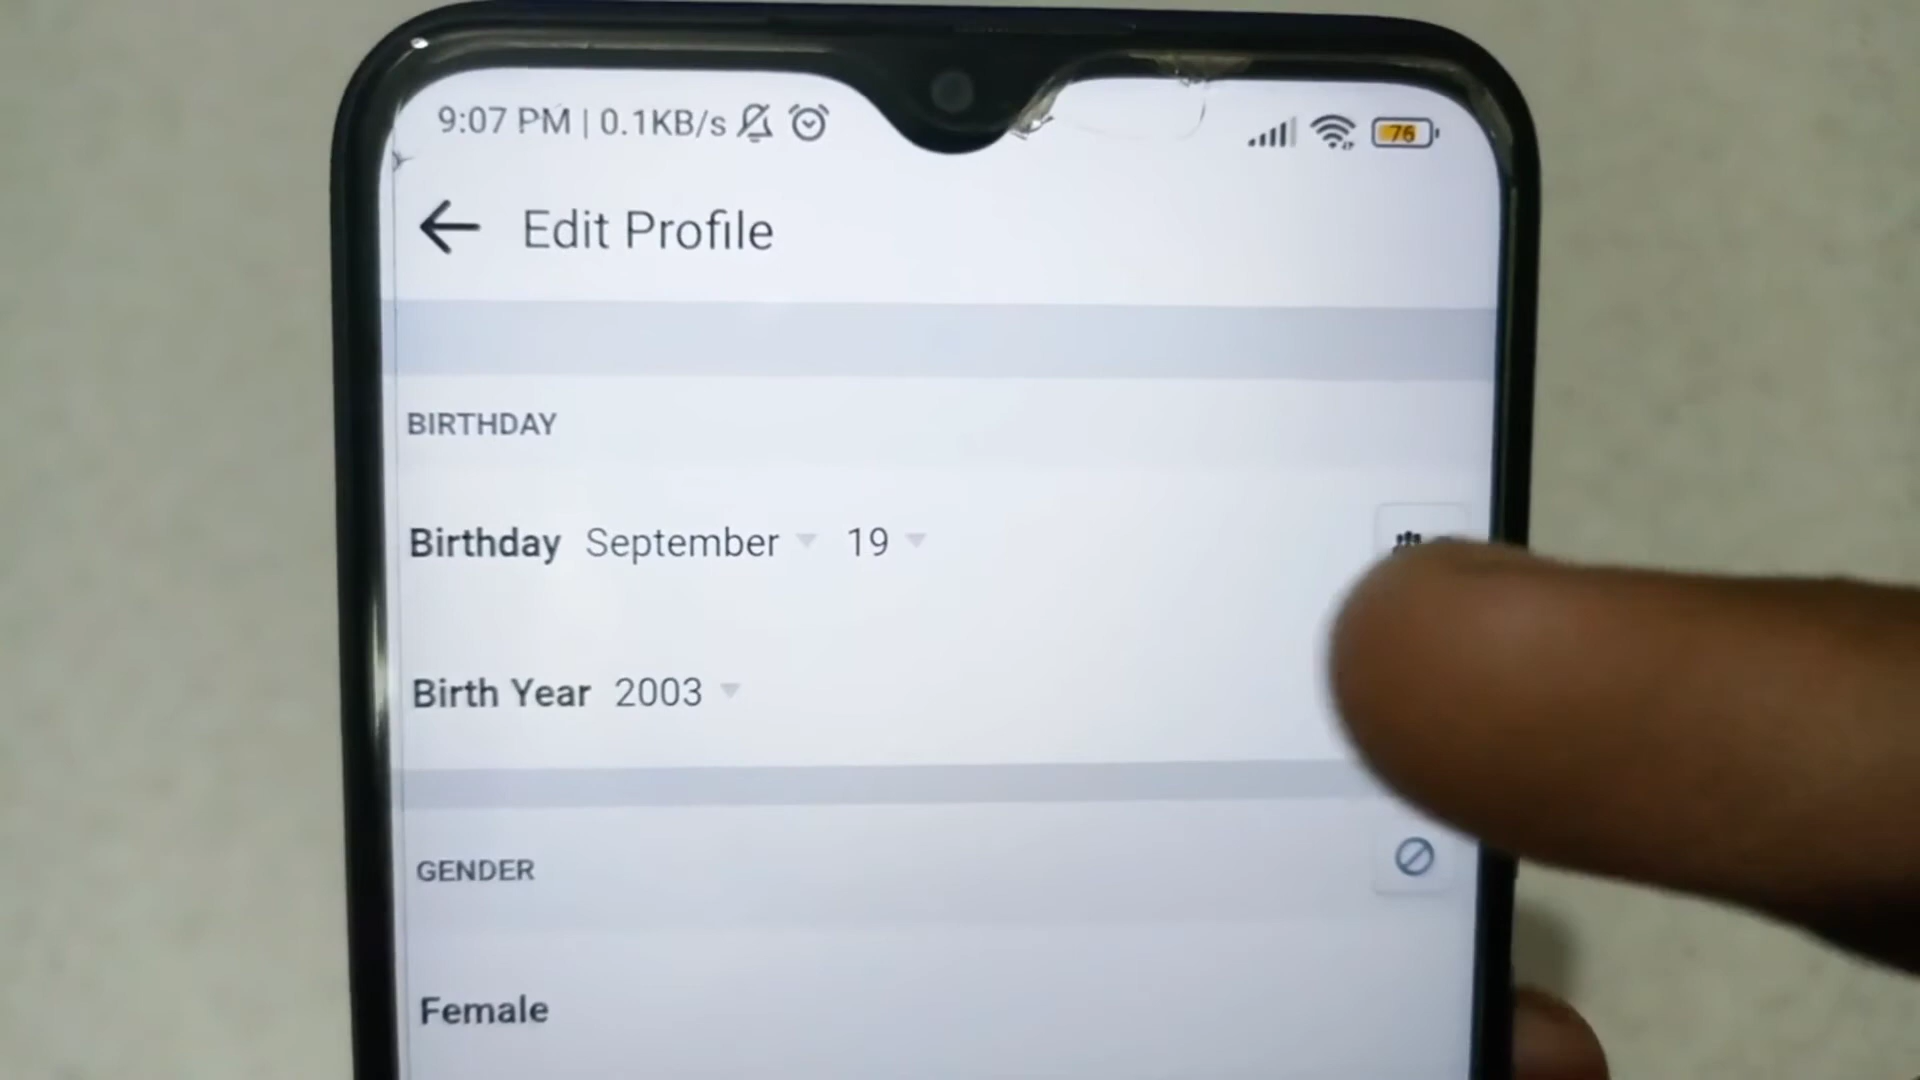 9:07 PM | 0.1KB/s 76
Edit Profile
BIRTHDAY
Birthday September 19
Birth Year 2003
GENDER
Female